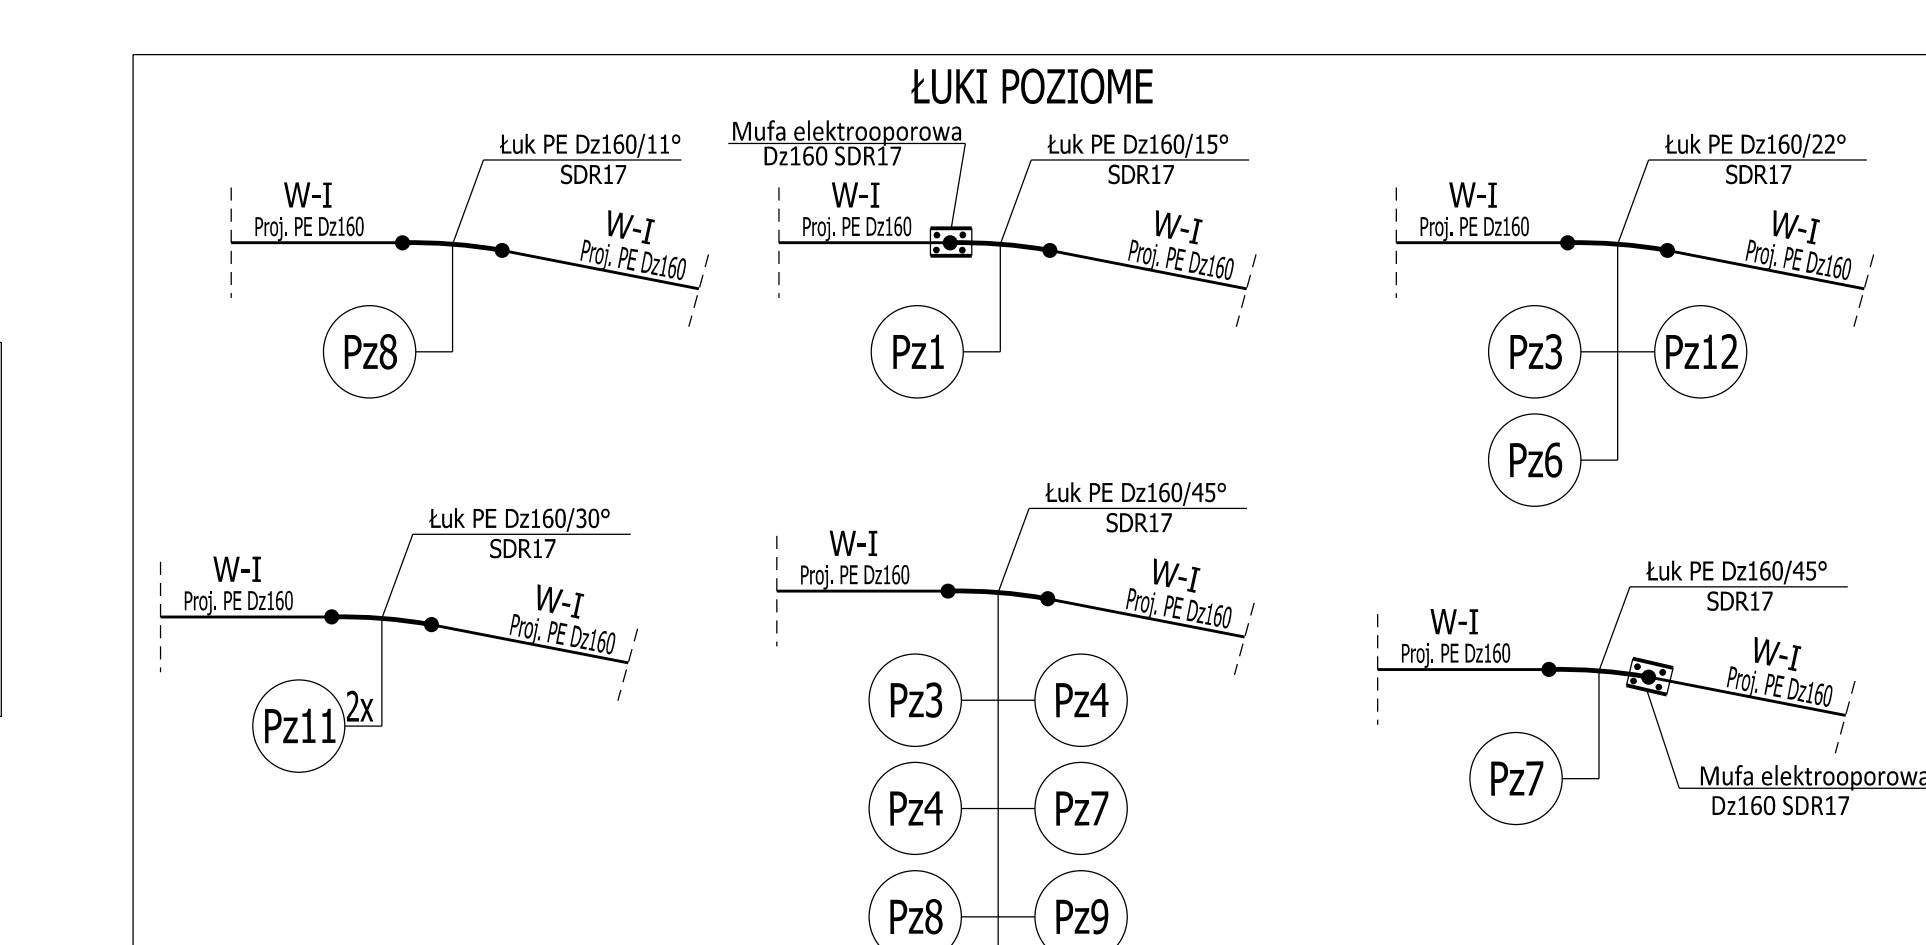 ŁUKI POZIOME
Łuk PE Dz160/11°
SDR17
W-I
Proj. PE Dz160
W-I
Proj. PE Dz160
Pz8
Mufa elektrooporowa
Dz160 SDR17
Łuk PE Dz160/15°
SDR17
W-I
Proj. PE Dz160
W-I
Proj. PE Dz160
Pz1
Łuk PE Dz160/22°
SDR17
W-I
Proj. PE Dz160
W-I
Proj. PE Dz160
Pz3 Pz12
Pz6
Łuk PE Dz160/30°
SDR17
W-I
Proj. PE Dz160
W-I
Proj. PE Dz160
Pz11 2x
Łuk PE Dz160/45°
SDR17
W-I
Proj. PE Dz160
W-I
Proj. PE Dz160
Pz3 Pz4
Pz4 Pz7
Pz8 Pz9
Łuk PE Dz160/45°
SDR17
W-I
Proj. PE Dz160
W-I
Proj. PE Dz160
Pz7
Mufa elektrooporowa
Dz160 SDR17